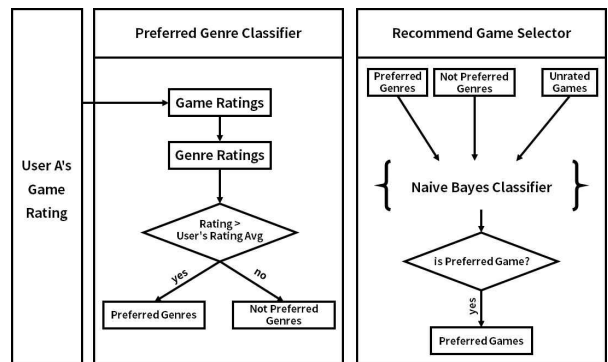 User A's
Game
Rating
Preferred Genre Classifier
Game Ratings
Genre Ratings
Rating >
User's Rating Avg
yes
no
Preferred Genres
Not Preferred
Genres
Recommend Game Selector
Preferred
Genres
Not Preferred
Genres
Unrated
Games
{ Naive Bayes Classifier }
is Preferred Game?
yes
Preferred Games